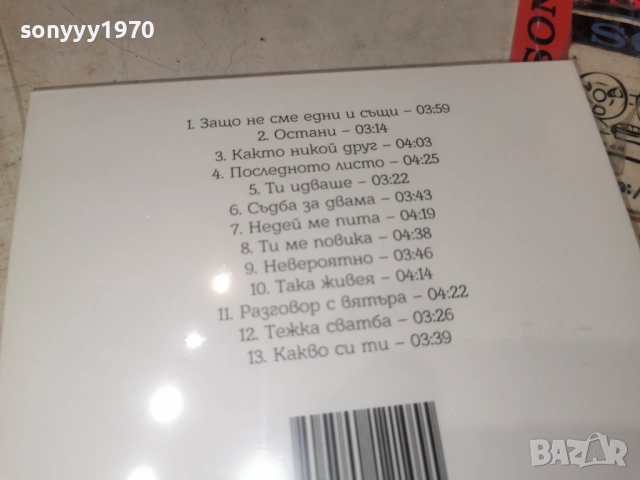 sonyyy1970
SON
1. Защо не сме едни и същи – 03:59
2. Остани – 03:14
3. Както никой друг – 04:03
4. Последното листо – 04:25
5. Ти идваше – 03:22
6. Съдба за двама – 03:43
7. Недей ме пита – 04:19
8. Ти ме повика – 04:38
9. Невероятно – 03:46
10. Така живея – 04:14
11. Разговор с вятъра – 04:22
12. Тежка сватба – 03:26
13. Какво си ти – 03:39
BAZAR